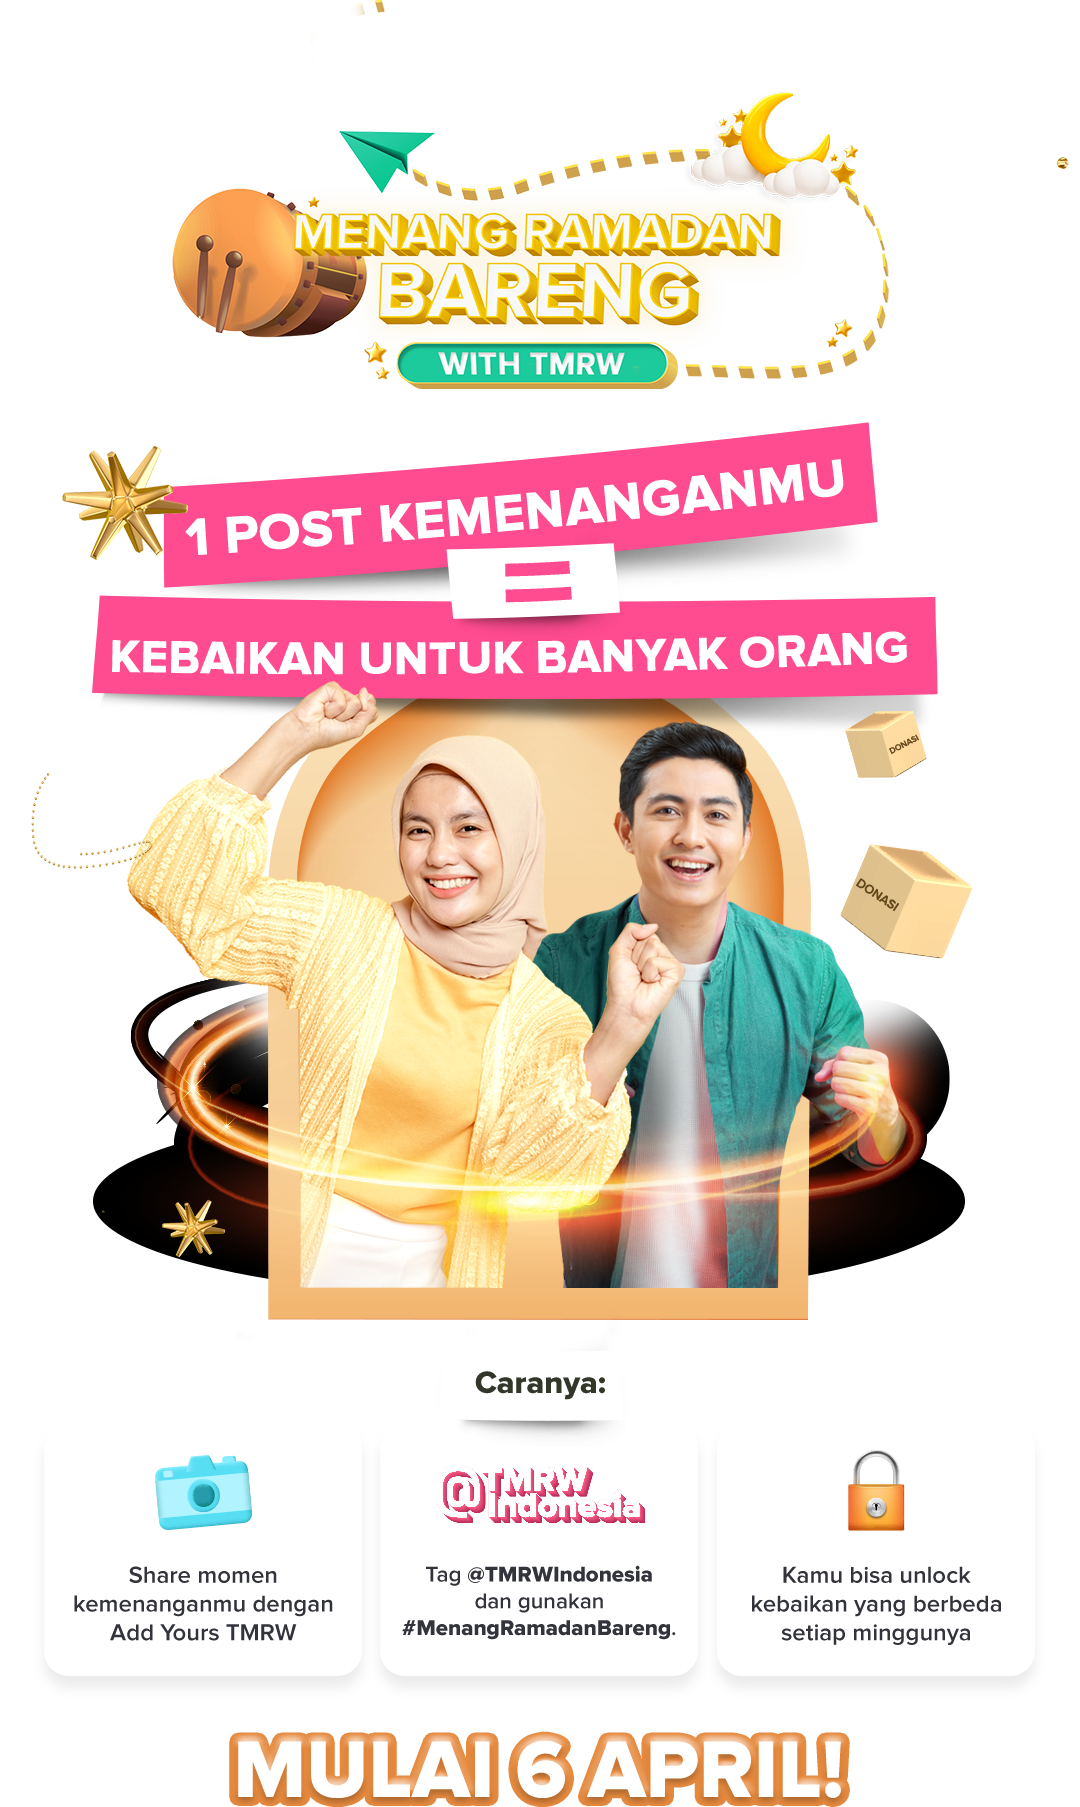 MENANG RAMADAN
BARENG
WITH TMRW
1 POST KEMENANGANMU
=
KEBAIKAN UNTUK BANYAK ORANG
DONASI
DONASI
Caranya:
@TMRW
Indonesia
Share momen
kemenanganmu dengan
Add Yours TMRW
Tag @TMRWIndonesia
dan gunakan
#MenangRamadanBareng.
Kamu bisa unlock
kebaikan yang berbeda
setiap minggunya
MULAI 6 APRIL!